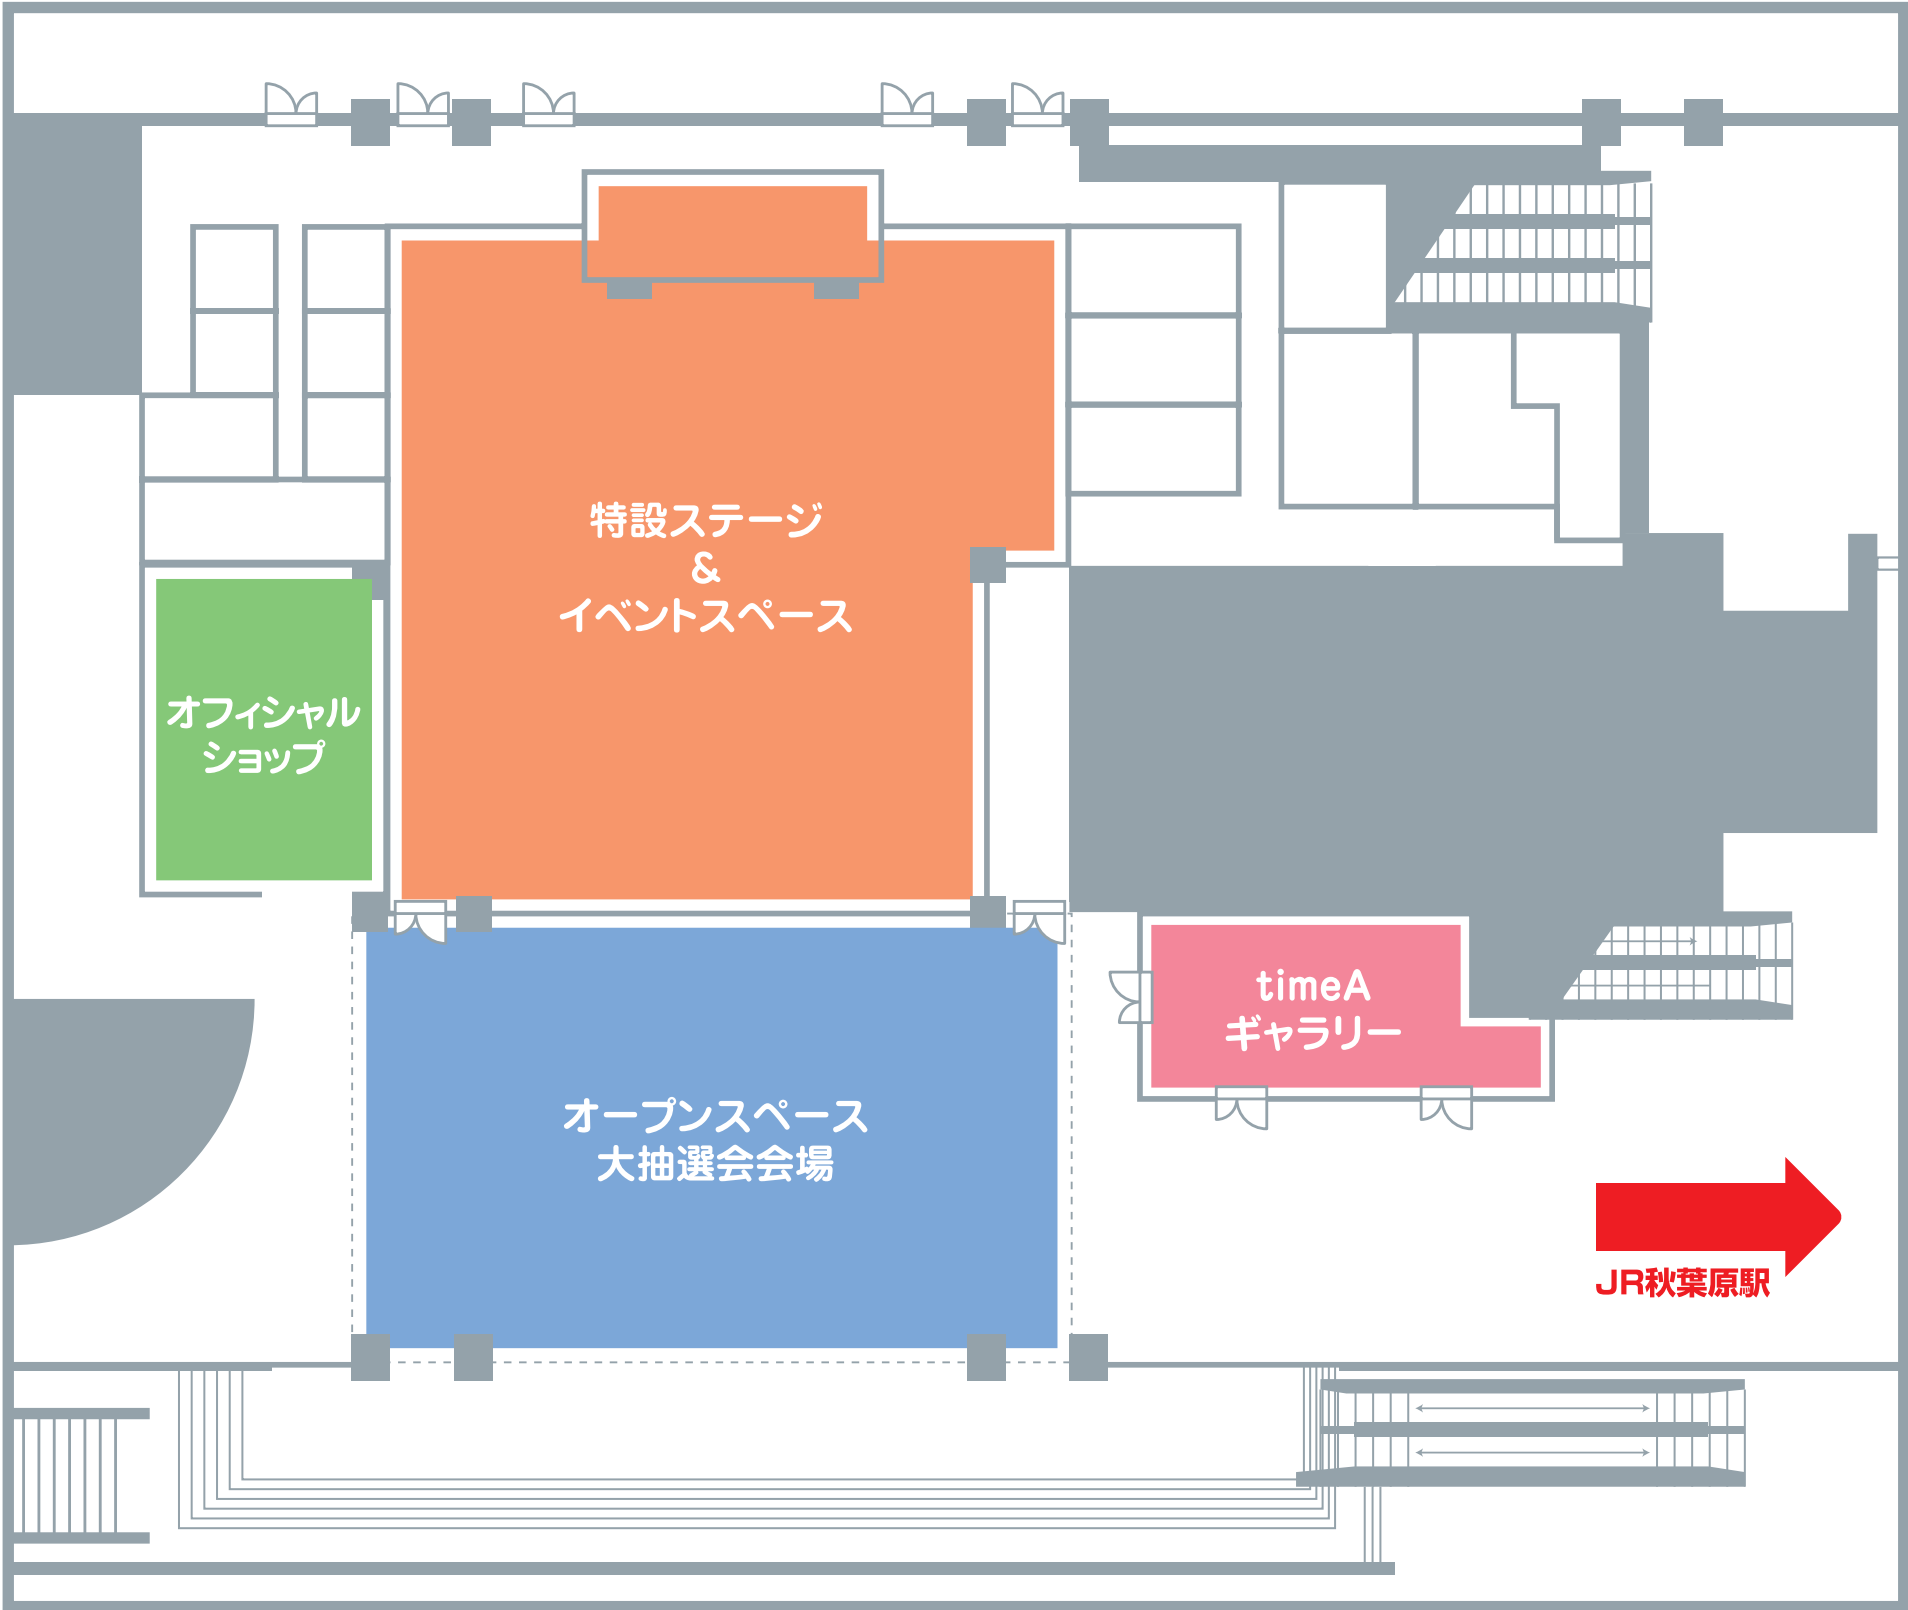 特設ステージ
&
イベントスペース
オフィシャル
ショップ
timeA
ギャラリー
オープンスペース
大抽選会会場
JR秋葉原駅